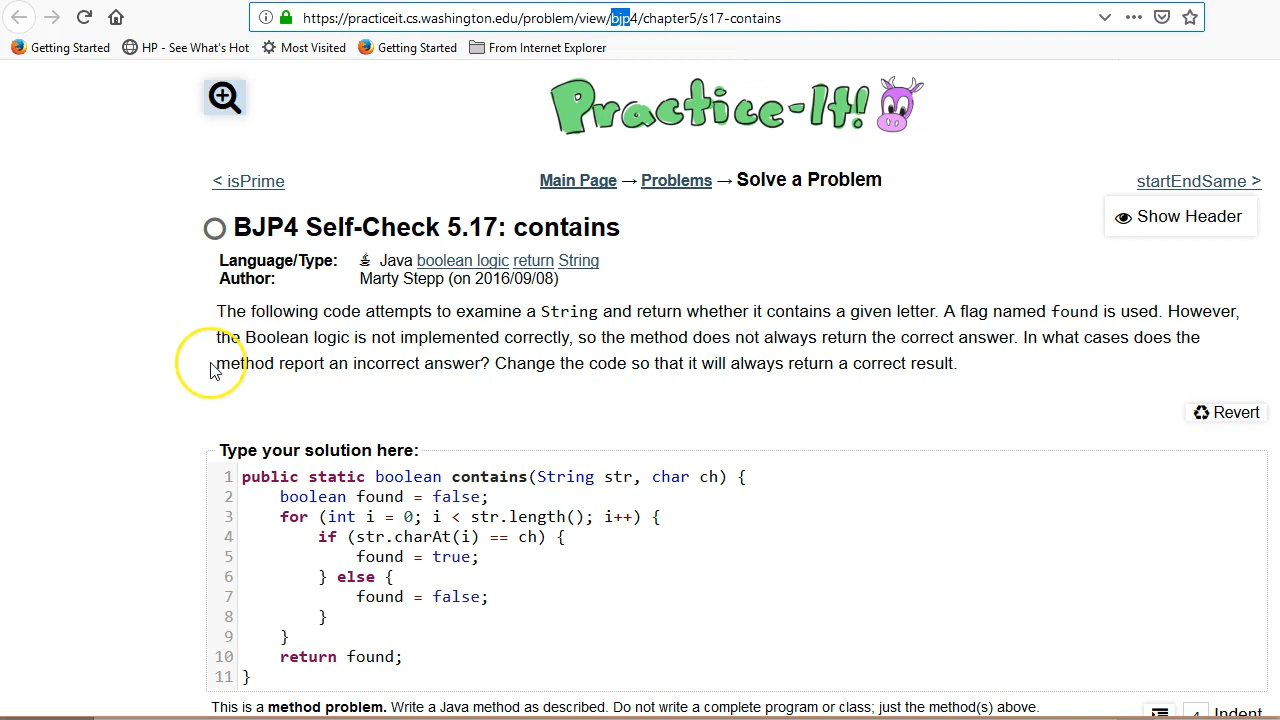 https://practiceit.cs.washington.edu/problem/view/bjp4/chapter5/s17-contains
Getting Started HP - See What's Hot Most Visited Getting Started From Internet Explorer
Practice-It!
< isPrime Main Page → Problems → Solve a Problem startEndSame >
Show Header
BJP4 Self-Check 5.17: contains
Language/Type: Java boolean logic return String
Author: Marty Stepp (on 2016/09/08)
The following code attempts to examine a String and return whether it contains a given letter. A flag named found is used. However,
the Boolean logic is not implemented correctly, so the method does not always return the correct answer. In what cases does the
method report an incorrect answer? Change the code so that it will always return a correct result.
Revert
Type your solution here:
1 public static boolean contains(String str, char ch) {
2 boolean found = false;
3 for (int i = 0; i < str.length(); i++) {
4 if (str.charAt(i) == ch) {
5 found = true;
6 } else {
7 found = false;
8 }
9 }
10 return found;
11 }
This is a method problem. Write a Java method as described. Do not write a complete program or class; just the method(s) above.
4 Indent